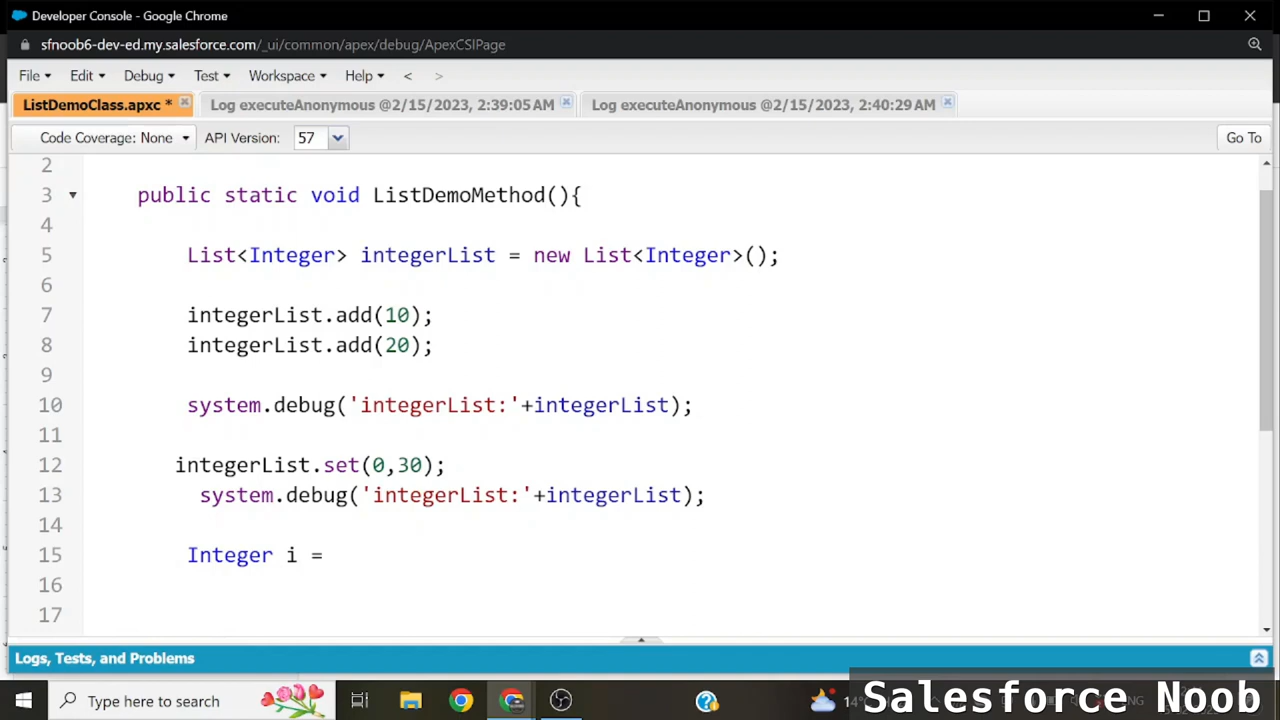 Developer Console - Google Chrome
sfnoob6-dev-ed.my.salesforce.com/_ui/common/apex/debug/ApexCSIPage
File Edit Debug Test Workspace Help < >
ListDemoClass.apxc * Log executeAnonymous @2/15/2023, 2:39:05 AM Log executeAnonymous @2/15/2023, 2:40:29 AM
Code Coverage: None API Version: 57 Go To
2
3 public static void ListDemoMethod(){
4
5 List<Integer> integerList = new List<Integer>();
6
7 integerList.add(10);
8 integerList.add(20);
9
10 system.debug('integerList:'+integerList);
11
12 integerList.set(0,30);
13 system.debug('integerList:'+integerList);
14
15 Integer i =
16
17
Logs, Tests, and Problems
Type here to search
Salesforce Noob